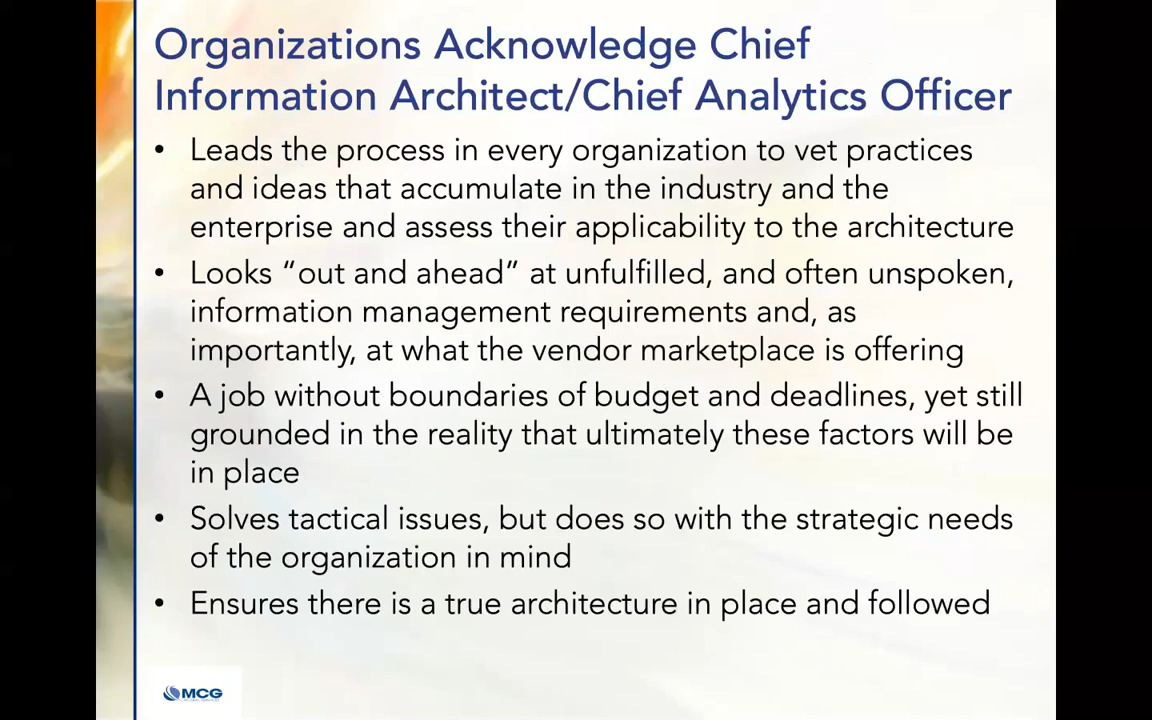 Organizations Acknowledge Chief
Information Architect/Chief Analytics Officer
• Leads the process in every organization to vet practices
and ideas that accumulate in the industry and the
enterprise and assess their applicability to the architecture
• Looks “out and ahead” at unfulfilled, and often unspoken,
information management requirements and, as
importantly, at what the vendor marketplace is offering
• A job without boundaries of budget and deadlines, yet still
grounded in the reality that ultimately these factors will be
in place
• Solves tactical issues, but does so with the strategic needs
of the organization in mind
• Ensures there is a true architecture in place and followed
MCG